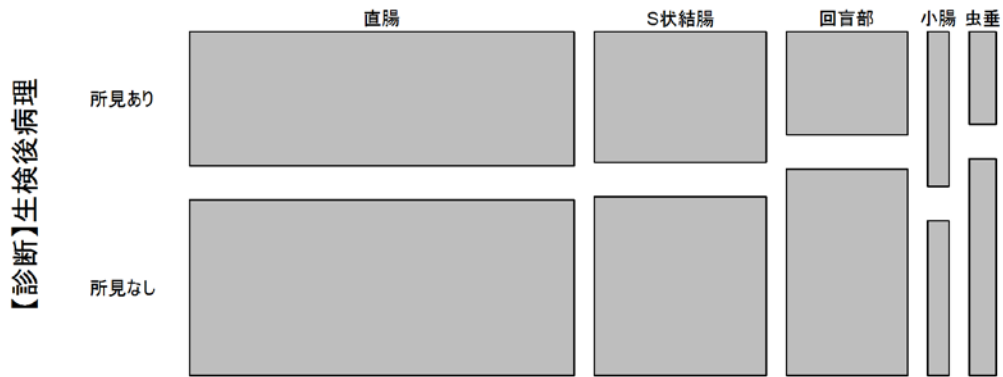 直腸
S状結腸
回盲部
小腸
虫垂
【診断】生検後病理
所見あり
所見なし